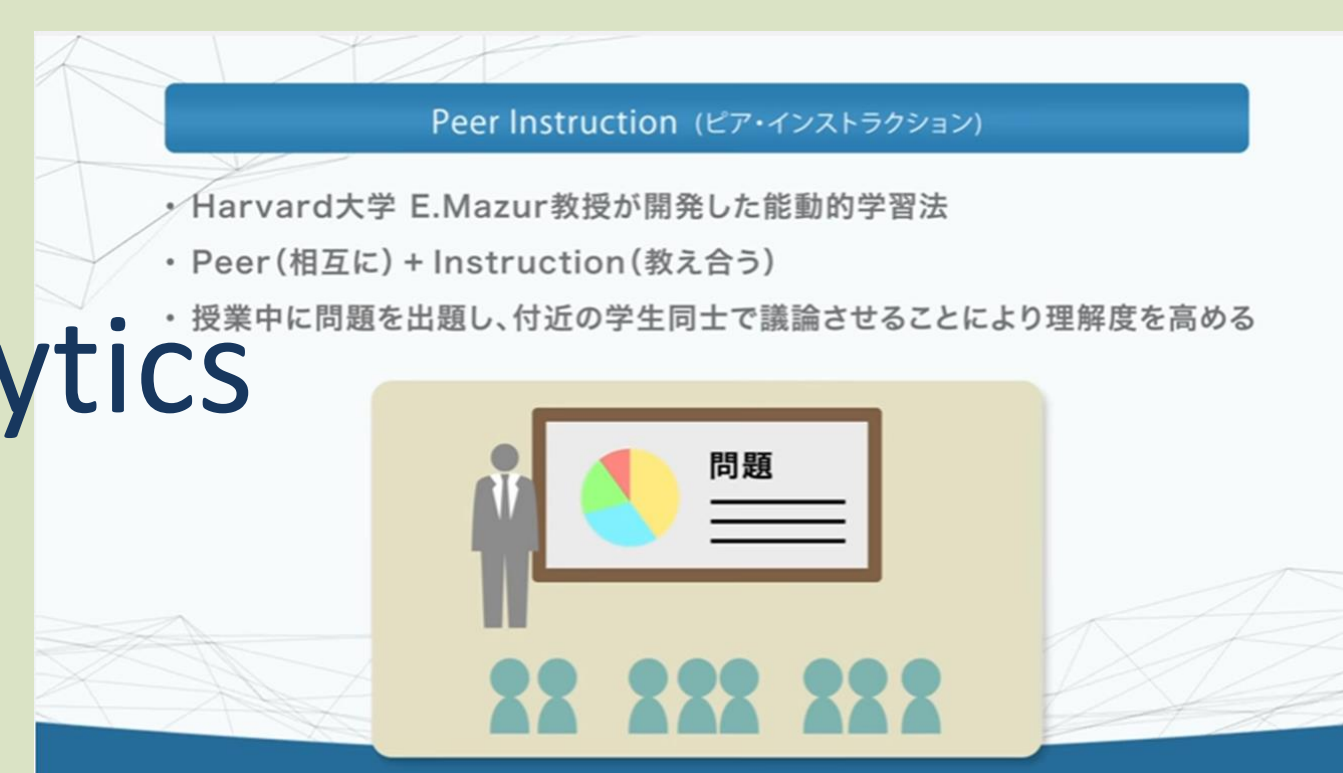 Peer Instruction (ピア・インストラクション)
• Harvard大学 E.Mazur教授が開発した能動的学習法
• Peer(相互に)+Instruction(教え合う)
• 授業中に問題を出題し、付近の学生同士で議論させることにより理解度を高める
ytics
問題